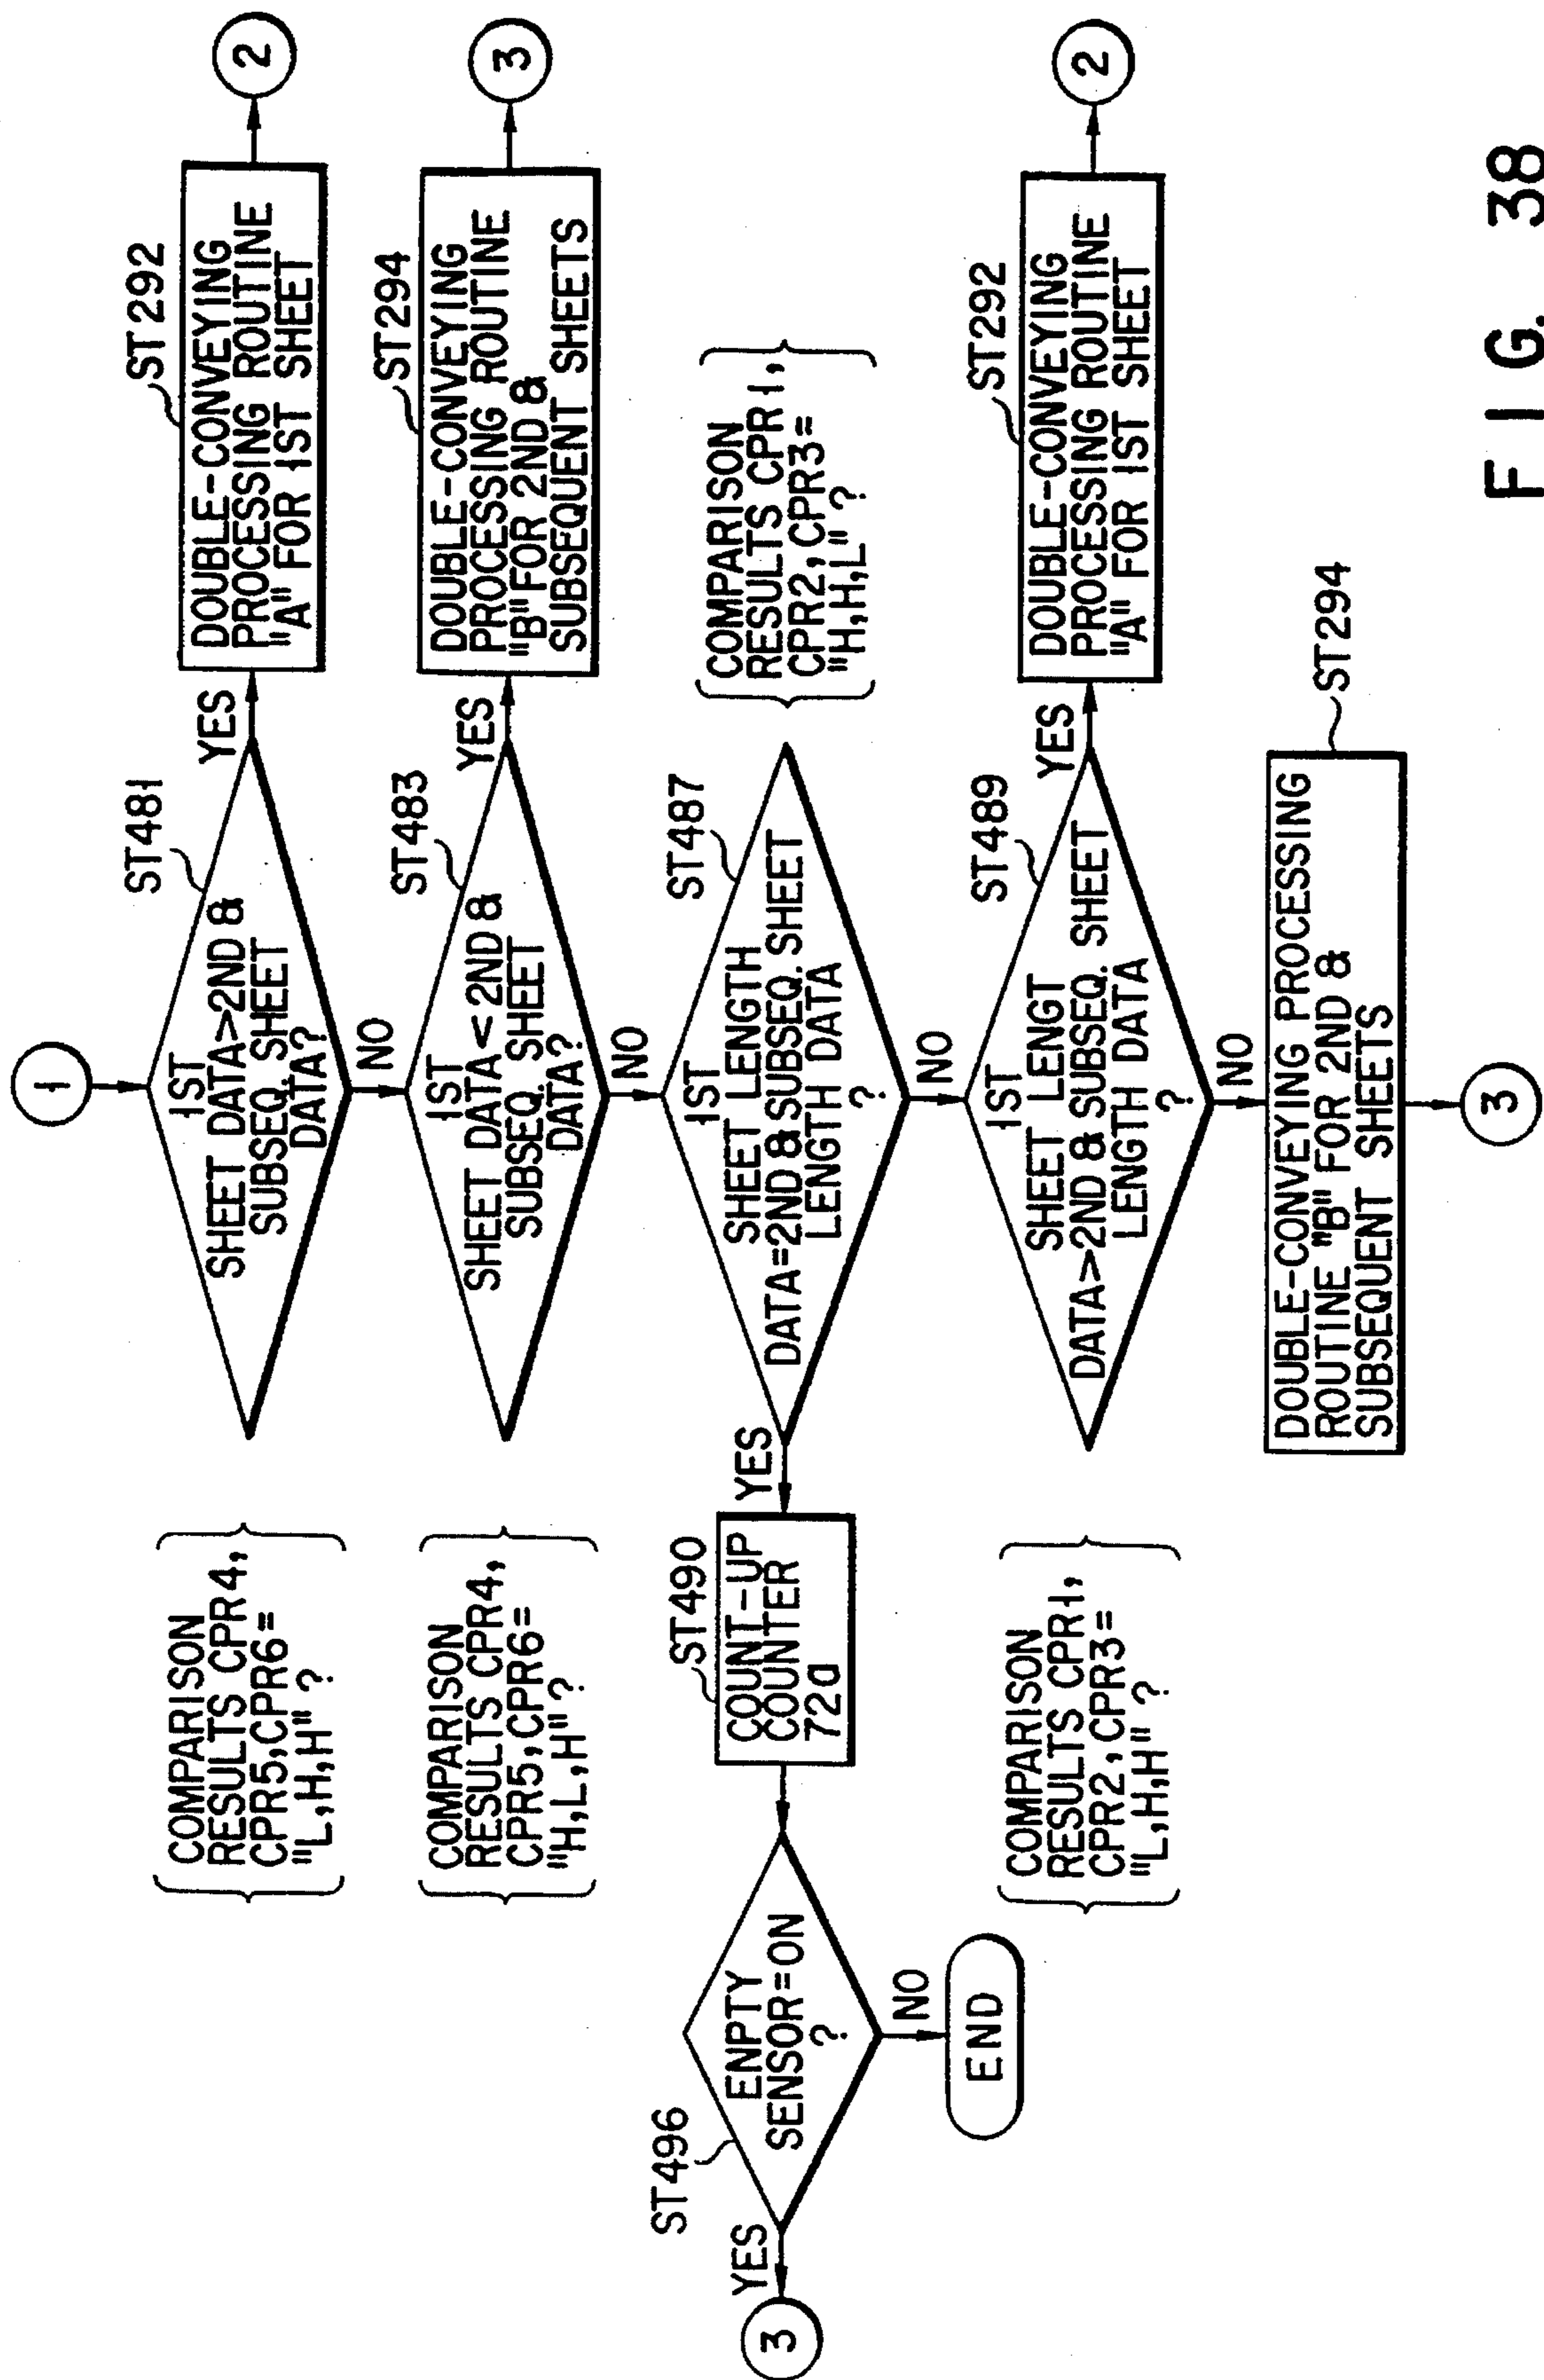 1
ST481
1ST
SHEET DATA>2ND &
SUBSEQ. SHEET
DATA?
YES
NO
COMPARISON
RESULTS CPR4,
CPR5,CPR6=
"L,H,H"?
ST292
DOUBLE-CONVEYING
PROCESSING ROUTINE
"A" FOR 1ST SHEET
2
ST483
1ST
SHEET DATA<2ND &
SUBSEQ. SHEET
DATA?
YES
NO
COMPARISON
RESULTS CPR4,
CPR5,CPR6=
"H,L,H"?
ST294
DOUBLE-CONVEYING
PROCESSING ROUTINE
"B" FOR 2ND &
SUBSEQUENT SHEETS
3
ST487
1ST
SHEET LENGTH
DATA=2ND & SUBSEQ. SHEET
LENGTH DATA
?
YES
NO
COMPARISON
RESULTS CPR1,
CPR2,CPR3=
"H,H,L"?
ST490
COUNT-UP
COUNTER
72a
ST496
ENPTY
SENSOR=ON
?
YES
3
NO
END
ST489
1ST
SHEET LENGT
DATA>2ND & SUBSEQ. SHEET
LENGTH DATA
?
YES
NO
COMPARISON
RESULTS CPR1,
CPR2,CPR3=
"L,H,H"?
ST292
DOUBLE-CONVEYING
PROCESSING ROUTINE
"A" FOR 1ST SHEET
2
ST294
DOUBLE-CONVEYING PROCESSING
ROUTINE "B" FOR 2ND &
SUBSEQUENT SHEETS
3
FIG. 38